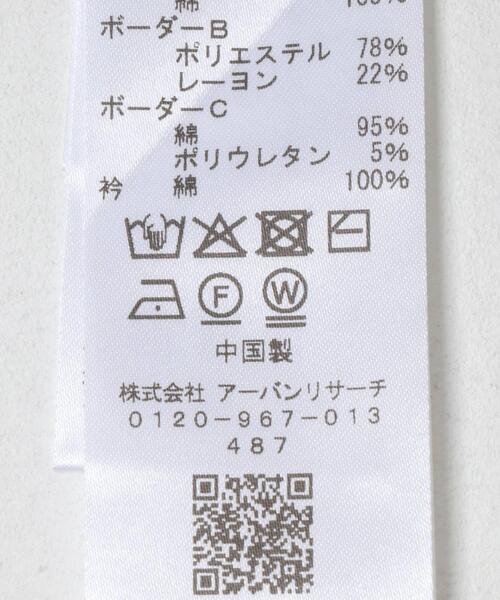 綿 100%
ボーダーB
ポリエステル 78%
レーヨン 22%
ボーダーC
綿 95%
ポリウレタン 5%
衿 綿 100%
F W
中国製
株式会社 アーバンリサーチ
0120-967-013
487